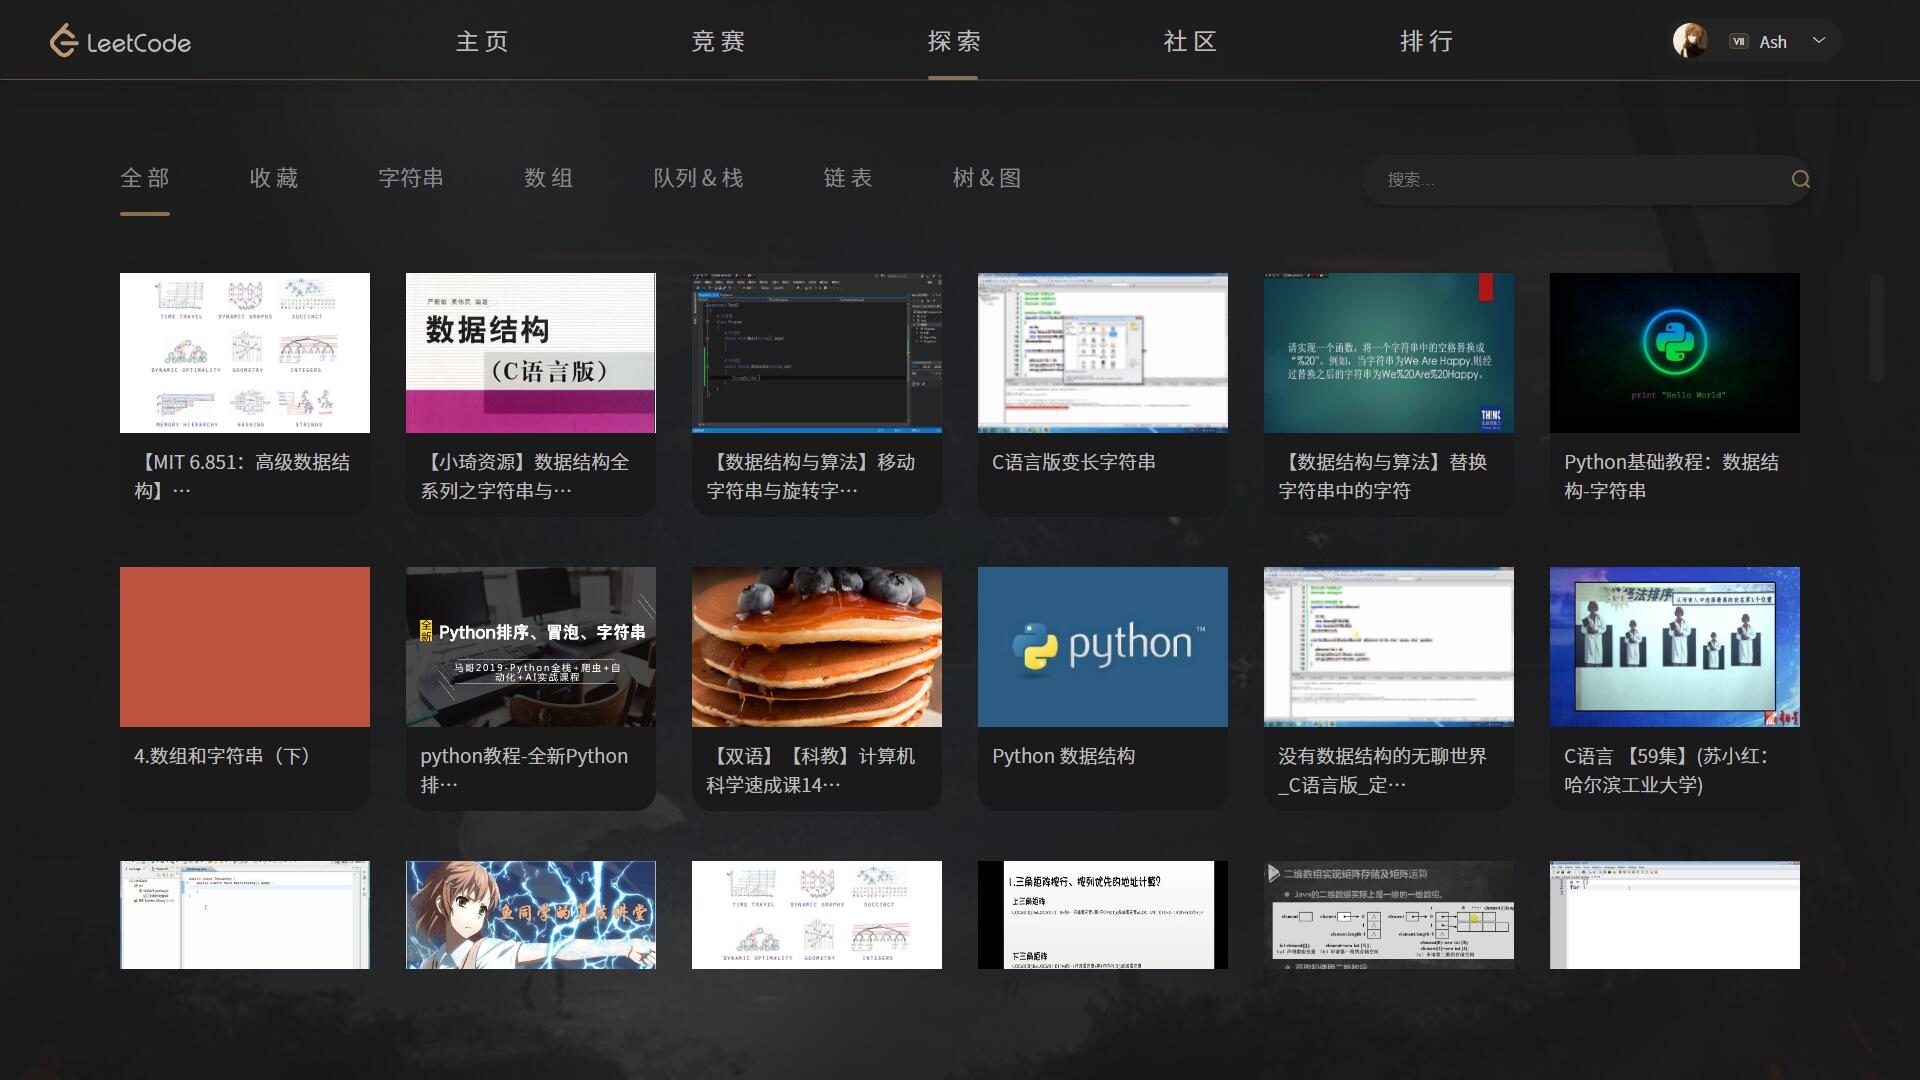 LeetCode
主页
竞赛
探索
社区
排行
VII
Ash
全部
收藏
字符串
数组
队列&栈
链表
树&图
搜索...
TIME TRAVEL
DYNAMIC GRAPHS
SUCCINCT
DYNAMIC OPTIMALITY
GEOMETRY
INTEGERS
MEMORY HIERARCHY
HASHING
STRINGS
严蔚敏 吴伟民 编著
数据结构
（C语言版）
请实现一个函数，将一个字符串中的空格替换成
“%20”。例如，当字符串为We Are Happy.则经
过替换之后的字符串为We%20Are%20Happy。
THINK
print "Hello World"
【MIT 6.851：高级数据结
构】…
【小琦资源】数据结构全
系列之字符串与…
【数据结构与算法】移动
字符串与旋转字…
C语言版变长字符串
【数据结构与算法】替换
字符串中的字符
Python基础教程：数据结
构-字符串
全新
Python排序、冒泡、字符串
马哥2019-Python全栈+爬虫+自
动化+AI实战课程
python™
4.数组和字符串（下）
python教程-全新Python
排…
【双语】【科教】计算机
科学速成课14…
Python 数据结构
没有数据结构的无聊世界
_C语言版_定…
C语言 【59集】(苏小红：
哈尔滨工业大学)
鱼同学的算法讲堂
TIME TRAVEL
DYNAMIC GRAPHS
SUCCINCT
DYNAMIC OPTIMALITY
GEOMETRY
INTEGERS
1.三角矩阵按行、按列优先的地址计算?
上三角矩阵
下三角矩阵
二维数组实现矩阵存储及矩阵运算
Java的二维数组实际上是一维的一维数组。
for i